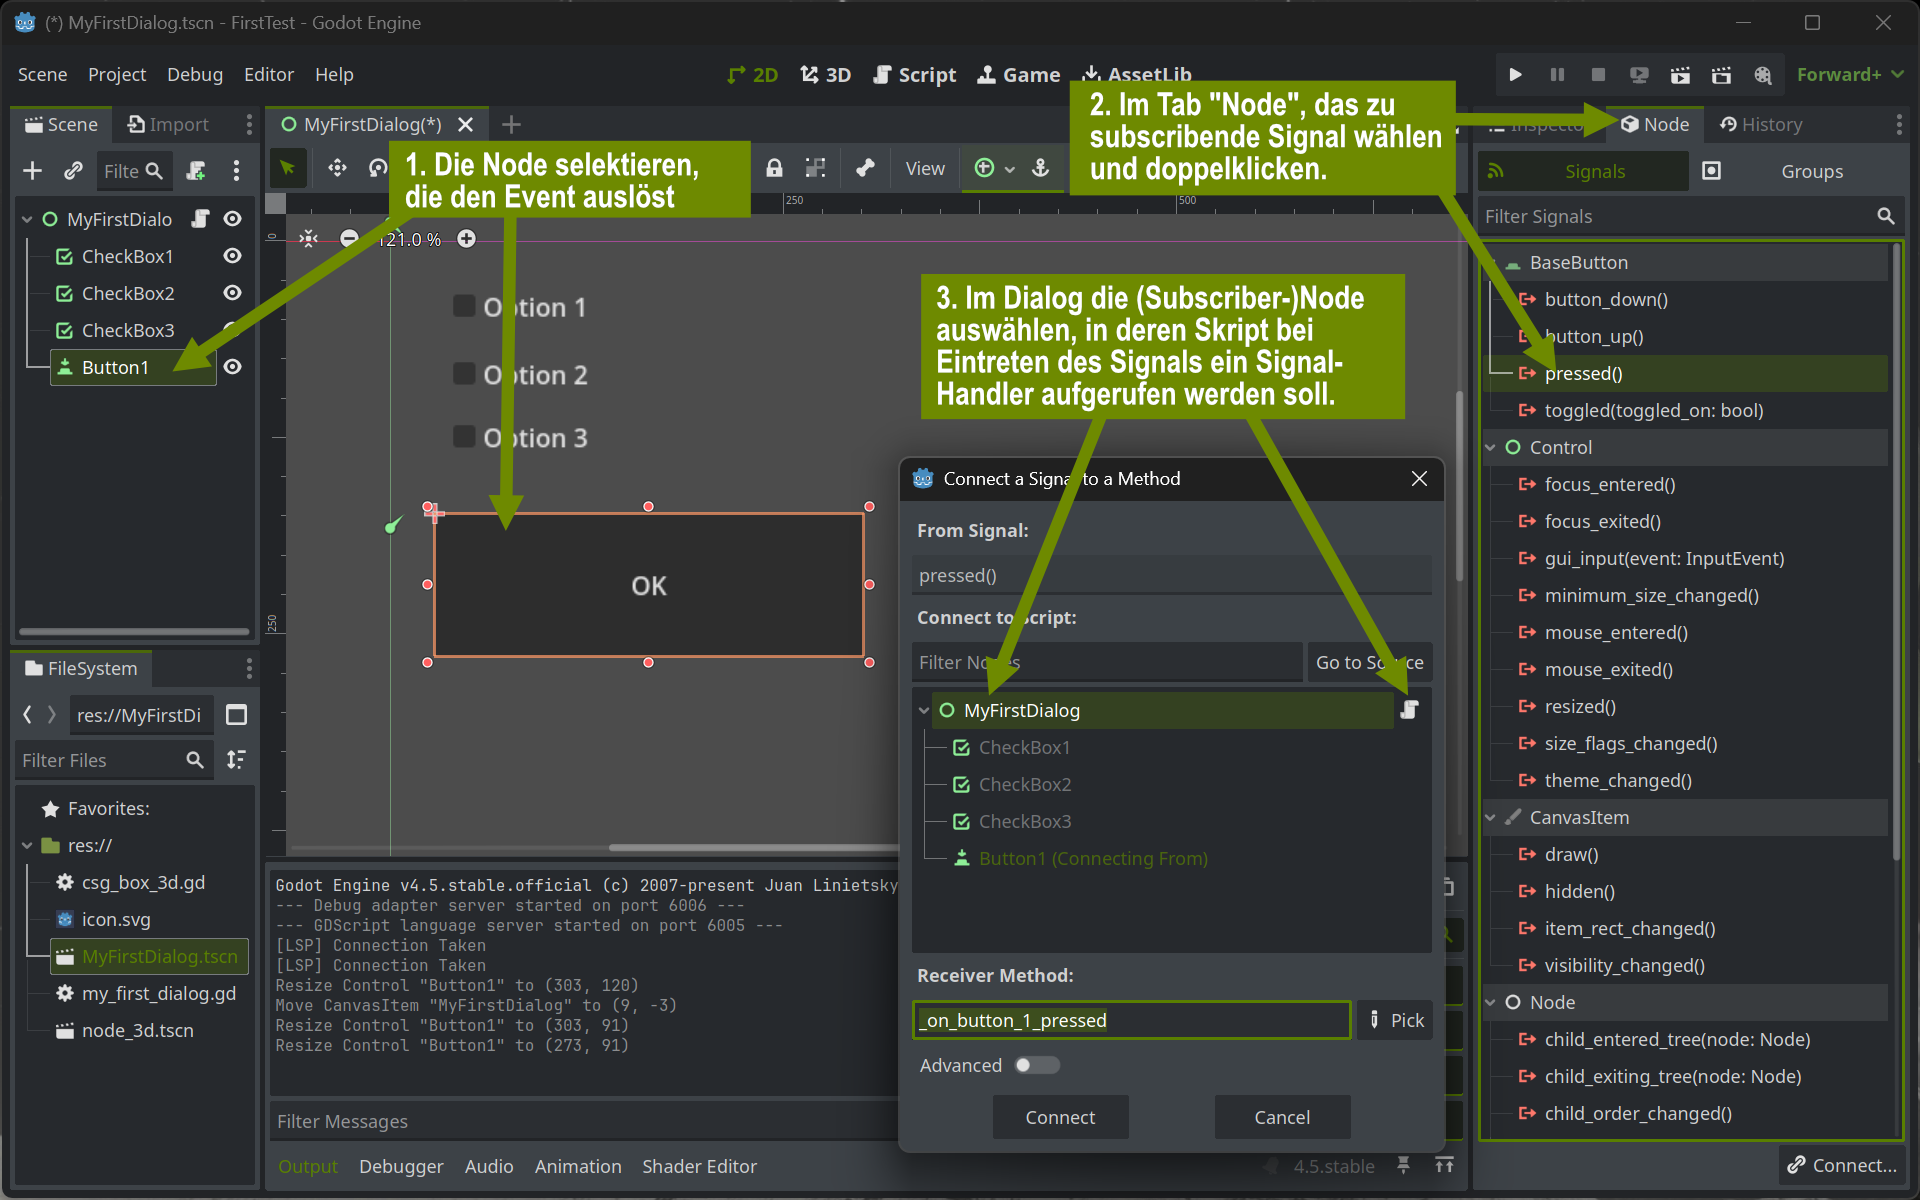 (*) MyFirstDialog.tscn - FirstTest - Godot Engine
Scene Project Debug Editor Help
2D 3D Script Game AssetLib
Forward+
Scene Import
MyFirstDialog(*)
Node History
Filte
View
Signals Groups
1. Die Node selektieren,
die den Event auslöst
2. Im Tab "Node", das zu
subscribende Signal wählen
und doppelklicken.
3. Im Dialog die (Subscriber-)Node
auswählen, in deren Skript bei
Eintreten des Signals ein Signal-
Handler aufgerufen werden soll.
MyFirstDialo
CheckBox1
CheckBox2
CheckBox3
Button1
250
500
0
250
121.0 %
Option 1
Option 2
Option 3
OK
FileSystem
res://MyFirstDi
Filter Files
Favorites:
res://
csg_box_3d.gd
icon.svg
MyFirstDialog.tscn
my_first_dialog.gd
node_3d.tscn
Godot Engine v4.5.stable.official (c) 2007-present Juan Linietsky
--- Debug adapter server started on port 6006 ---
--- GDScript language server started on port 6005 ---
[LSP] Connection Taken
[LSP] Connection Taken
Resize Control "Button1" to (303, 120)
Move CanvasItem "MyFirstDialog" to (9, -3)
Resize Control "Button1" to (303, 91)
Resize Control "Button1" to (273, 91)
Filter Messages
Output Debugger Audio Animation Shader Editor
4.5.stable
Connect a Signal to a Method
From Signal:
pressed()
Connect to Script:
Filter Nodes
Go to Source
MyFirstDialog
CheckBox1
CheckBox2
CheckBox3
Button1 (Connecting From)
Receiver Method:
_on_button_1_pressed
Pick
Advanced
Connect Cancel
Filter Signals
BaseButton
button_down()
button_up()
pressed()
toggled(toggled_on: bool)
Control
focus_entered()
focus_exited()
gui_input(event: InputEvent)
minimum_size_changed()
mouse_entered()
mouse_exited()
resized()
size_flags_changed()
theme_changed()
CanvasItem
draw()
hidden()
item_rect_changed()
visibility_changed()
Node
child_entered_tree(node: Node)
child_exiting_tree(node: Node)
child_order_changed()
Connect...